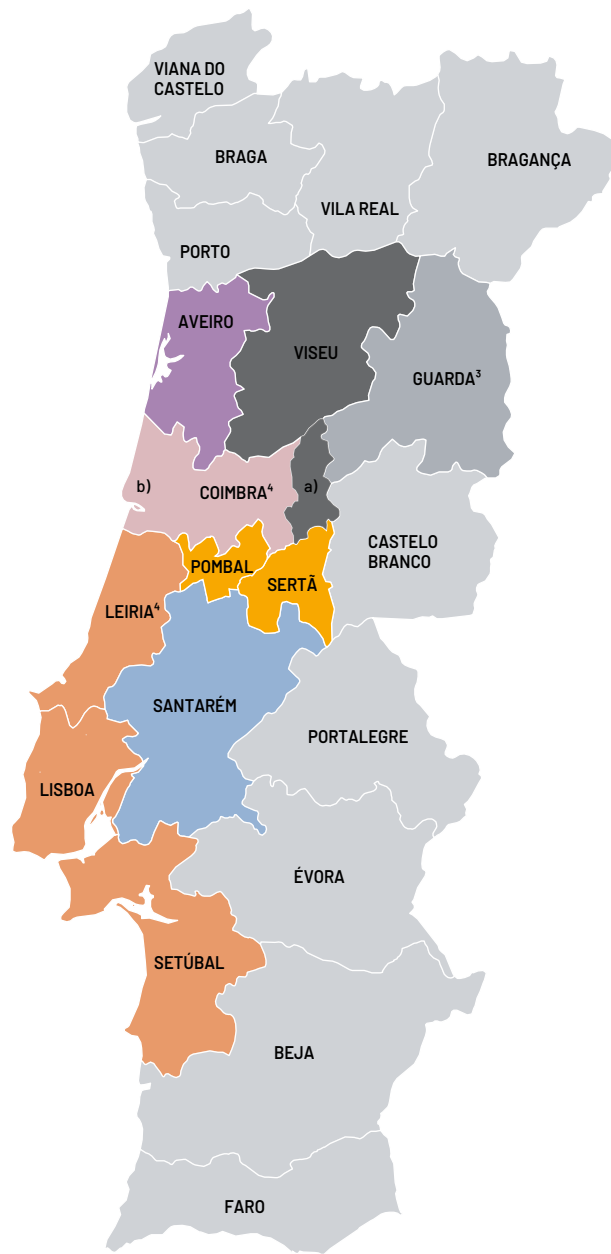 VIANA DO
CASTELO
BRAGA
BRAGANÇA
VILA REAL
PORTO
AVEIRO
VISEU
GUARDA³
b)
COIMBRA⁴
a)
CASTELO
BRANCO
POMBAL
SERTÃ
LEIRIA⁴
SANTARÉM
PORTALEGRE
LISBOA
ÉVORA
SETÚBAL
BEJA
FARO